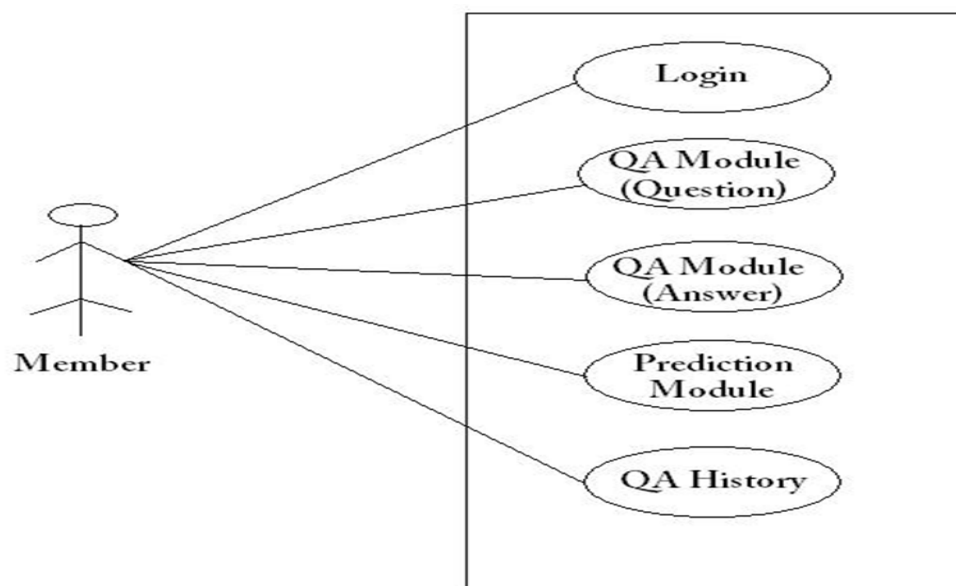 Login
QA Module
(Question)
QA Module
(Answer)
Member
Prediction
Module
QA History